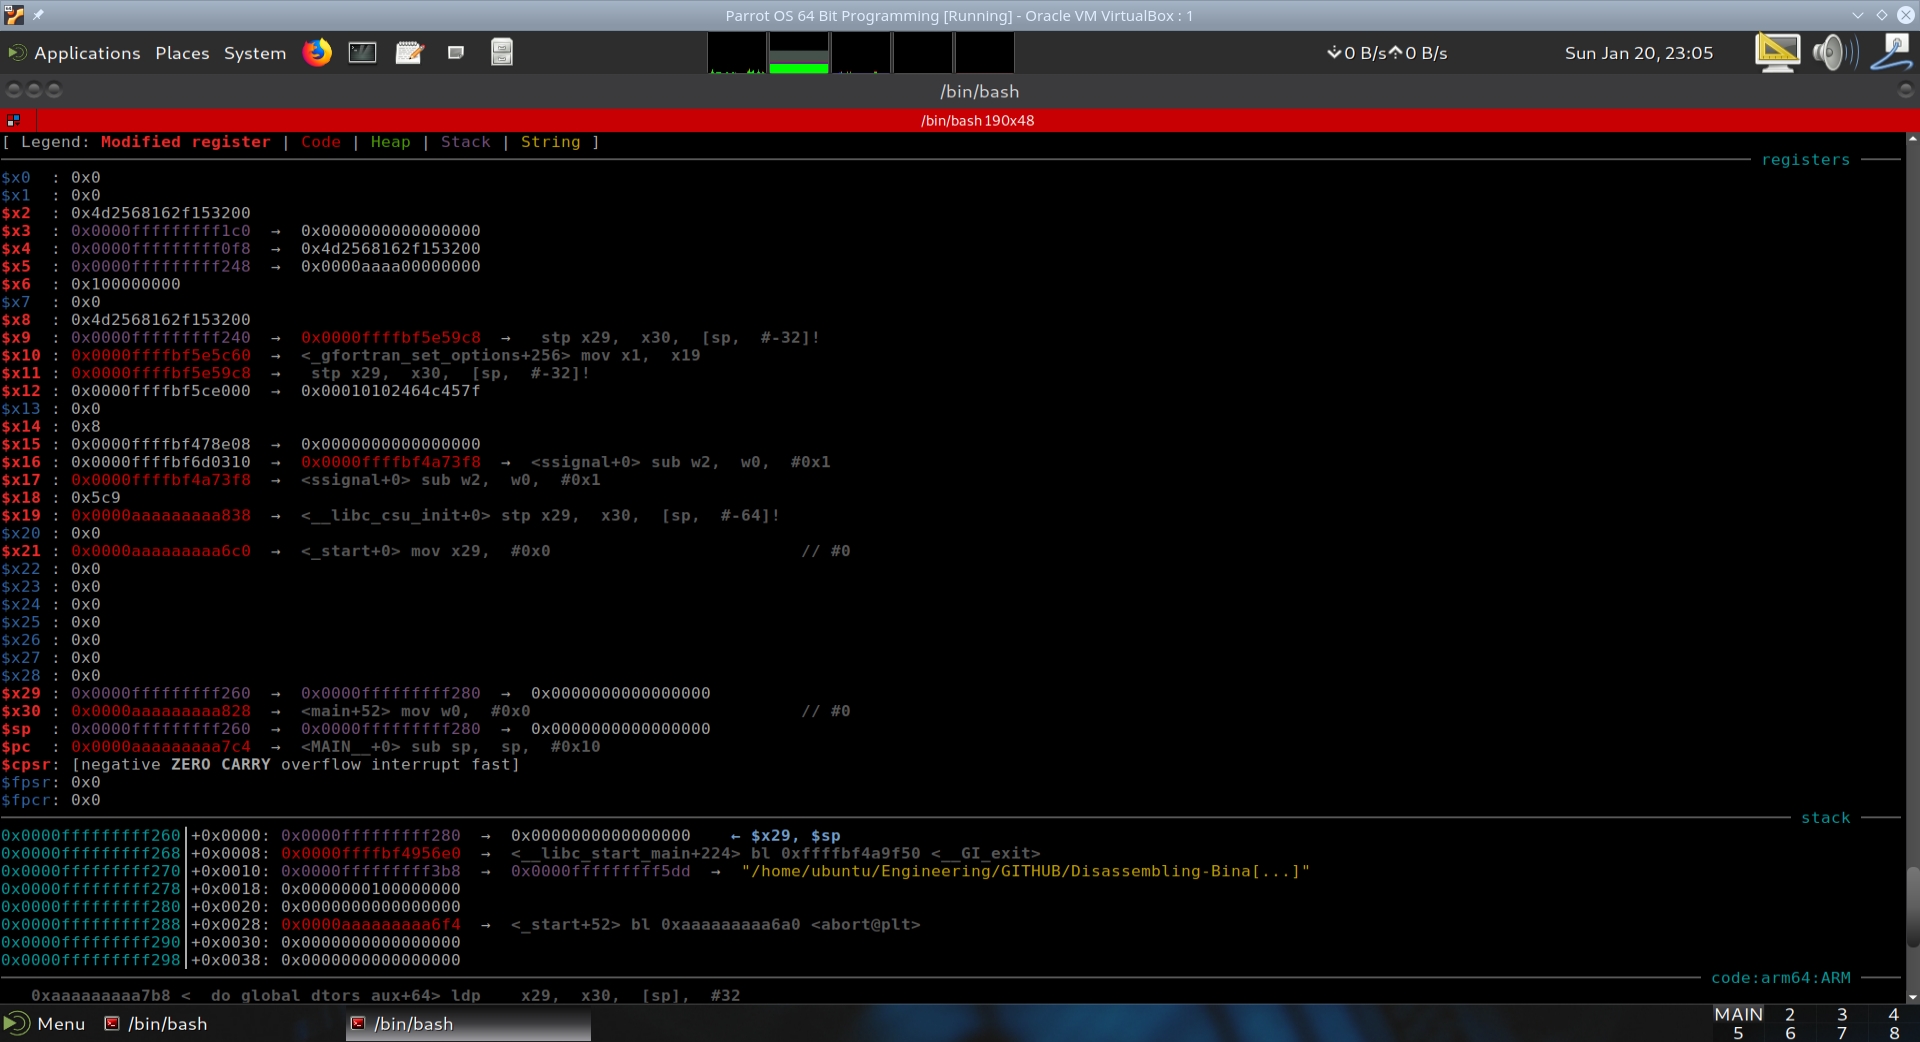 Parrot OS 64 Bit Programming [Running] - Oracle VM VirtualBox : 1
Applications Places System 0 B/s 0 B/s Sun Jan 20, 23:05
/bin/bash
/bin/bash 190x48
[ Legend: Modified register | Code | Heap | Stack | String ]
registers
$x0  : 0x0
$x1  : 0x0
$x2  : 0x4d2568162f153200
$x3  : 0x0000fffffffff1c0  →  0x0000000000000000
$x4  : 0x0000fffffffff0f8  →  0x4d2568162f153200
$x5  : 0x0000fffffffff248  →  0x0000aaaa00000000
$x6  : 0x100000000
$x7  : 0x0
$x8  : 0x4d2568162f153200
$x9  : 0x0000fffffffff240  →  0x0000ffffbf5e59c8  →   stp x29,  x30,  [sp,  #-32]!
$x10 : 0x0000ffffbf5e5c60  →  <_gfortran_set_options+256> mov x1,  x19
$x11 : 0x0000ffffbf5e59c8  →   stp x29,  x30,  [sp,  #-32]!
$x12 : 0x0000ffffbf5ce000  →  0x00010102464c457f
$x13 : 0x0
$x14 : 0x8
$x15 : 0x0000ffffbf478e08  →  0x0000000000000000
$x16 : 0x0000ffffbf6d0310  →  0x0000ffffbf4a73f8  →  <ssignal+0> sub w2,  w0,  #0x1
$x17 : 0x0000ffffbf4a73f8  →  <ssignal+0> sub w2,  w0,  #0x1
$x18 : 0x5c9
$x19 : 0x0000aaaaaaaaa838  →  <__libc_csu_init+0> stp x29,  x30,  [sp,  #-64]!
$x20 : 0x0
$x21 : 0x0000aaaaaaaaa6c0  →  <_start+0> mov x29,  #0x0                         // #0
$x22 : 0x0
$x23 : 0x0
$x24 : 0x0
$x25 : 0x0
$x26 : 0x0
$x27 : 0x0
$x28 : 0x0
$x29 : 0x0000fffffffff260  →  0x0000fffffffff280  →  0x0000000000000000
$x30 : 0x0000aaaaaaaaa828  →  <main+52> mov w0,  #0x0                           // #0
$sp  : 0x0000fffffffff260  →  0x0000fffffffff280  →  0x0000000000000000
$pc  : 0x0000aaaaaaaaa7c4  →  <MAIN__+0> sub sp,  sp,  #0x10
$cpsr: [negative ZERO CARRY overflow interrupt fast]
$fpsr: 0x0
$fpcr: 0x0
stack
0x0000fffffffff260│+0x0000: 0x0000fffffffff280  →  0x0000000000000000    ← $x29, $sp
0x0000fffffffff268│+0x0008: 0x0000ffffbf4956e0  →  <__libc_start_main+224> bl 0xffffbf4a9f50 <__GI_exit>
0x0000fffffffff270│+0x0010: 0x0000fffffffff3b8  →  0x0000fffffffff5dd  →  "/home/ubuntu/Engineering/GITHUB/Disassembling-Bina[...]"
0x0000fffffffff278│+0x0018: 0x0000000100000000
0x0000fffffffff280│+0x0020: 0x0000000000000000
0x0000fffffffff288│+0x0028: 0x0000aaaaaaaaa6f4  →  <_start+52> bl 0xaaaaaaaaa6a0 <abort@plt>
0x0000fffffffff290│+0x0030: 0x0000000000000000
0x0000fffffffff298│+0x0038: 0x0000000000000000
code:arm64:ARM
0xaaaaaaaaa7b8 <__do_global_dtors_aux+64> ldp    x29,  x30,  [sp],  #32
Menu /bin/bash /bin/bash MAIN 2 3 4
5 6 7 8